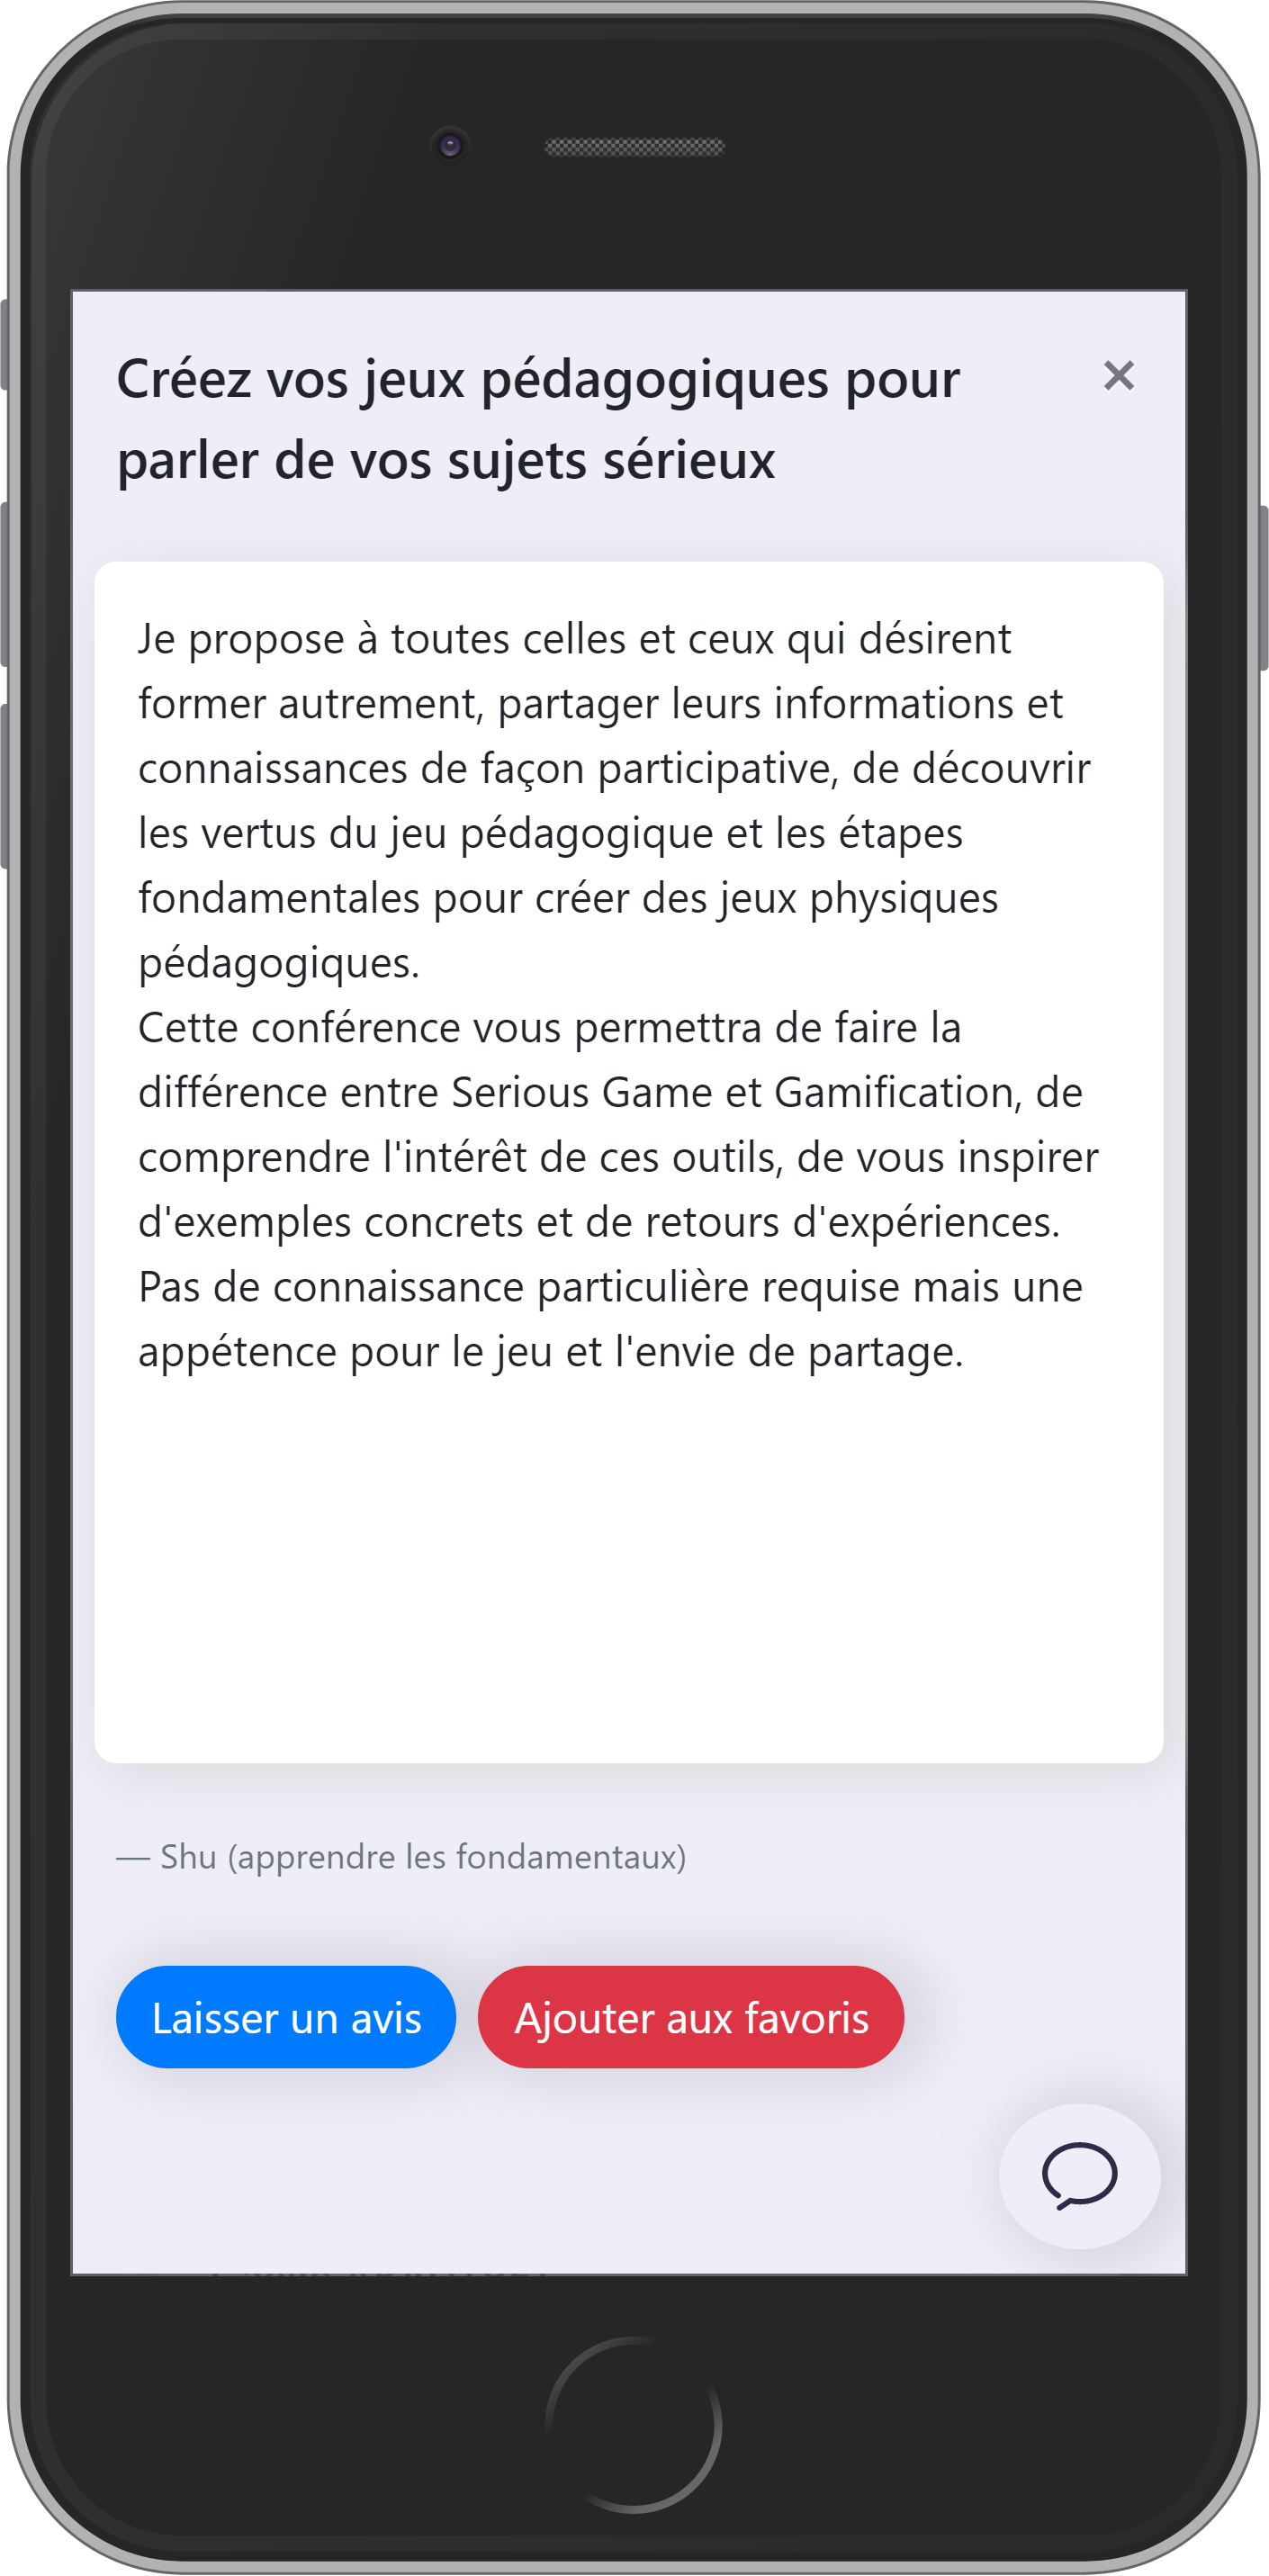 Créez vos jeux pédagogiques pour
parler de vos sujets sérieux
×
Je propose à toutes celles et ceux qui désirent
former autrement, partager leurs informations et
connaissances de façon participative, de découvrir
les vertus du jeu pédagogique et les étapes
fondamentales pour créer des jeux physiques
pédagogiques.
Cette conférence vous permettra de faire la
différence entre Serious Game et Gamification, de
comprendre l'intérêt de ces outils, de vous inspirer
d'exemples concrets et de retours d'expériences.
Pas de connaissance particulière requise mais une
appétence pour le jeu et l'envie de partage.
— Shu (apprendre les fondamentaux)
Laisser un avis
Ajouter aux favoris